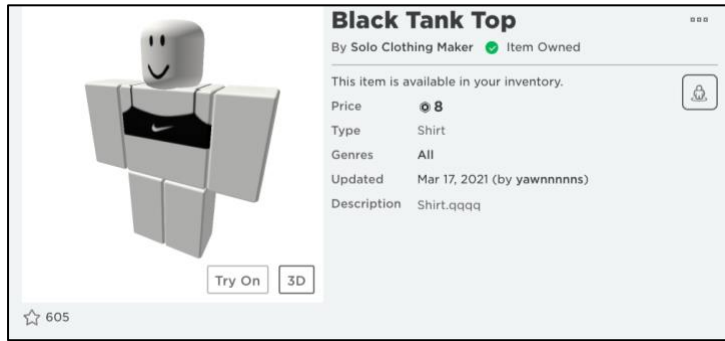 Black Tank Top
By Solo Clothing Maker Item Owned
This item is available in your inventory.
Price 8
Type Shirt
Genres All
Updated Mar 17, 2021 (by yawnnnnns)
Description Shirt.qqqq
Try On 3D
605